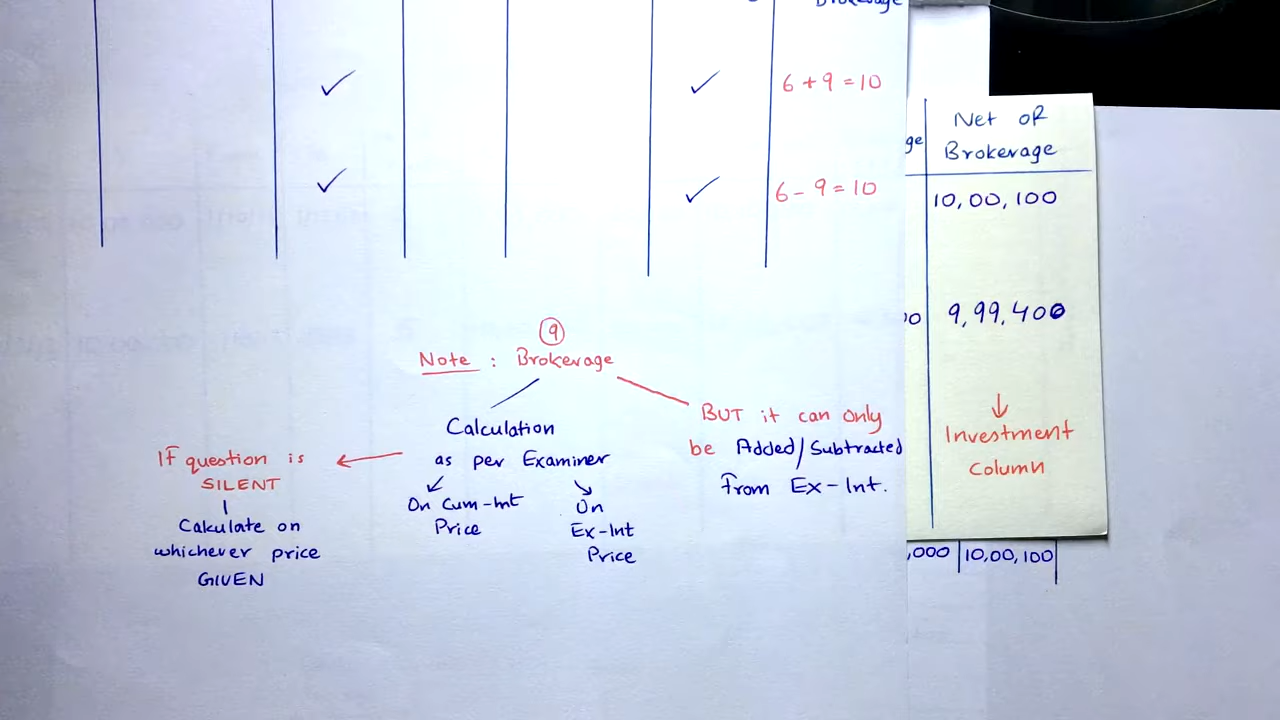 Brokerage
6 + 9 = 10
6 - 9 = 10
9
Note : Brokerage
Calculation
as per Examiner
On Cum-Int
Price
On
Ex-Int
Price
IF question is
SILENT
Calculate on
whichever price
GIVEN
BUT it can only
be Added/Subtracted
From Ex-Int.
ge
Net of
Brokerage
10,00,100
00
9,99,400
Investment
Column
,000
10,00,100